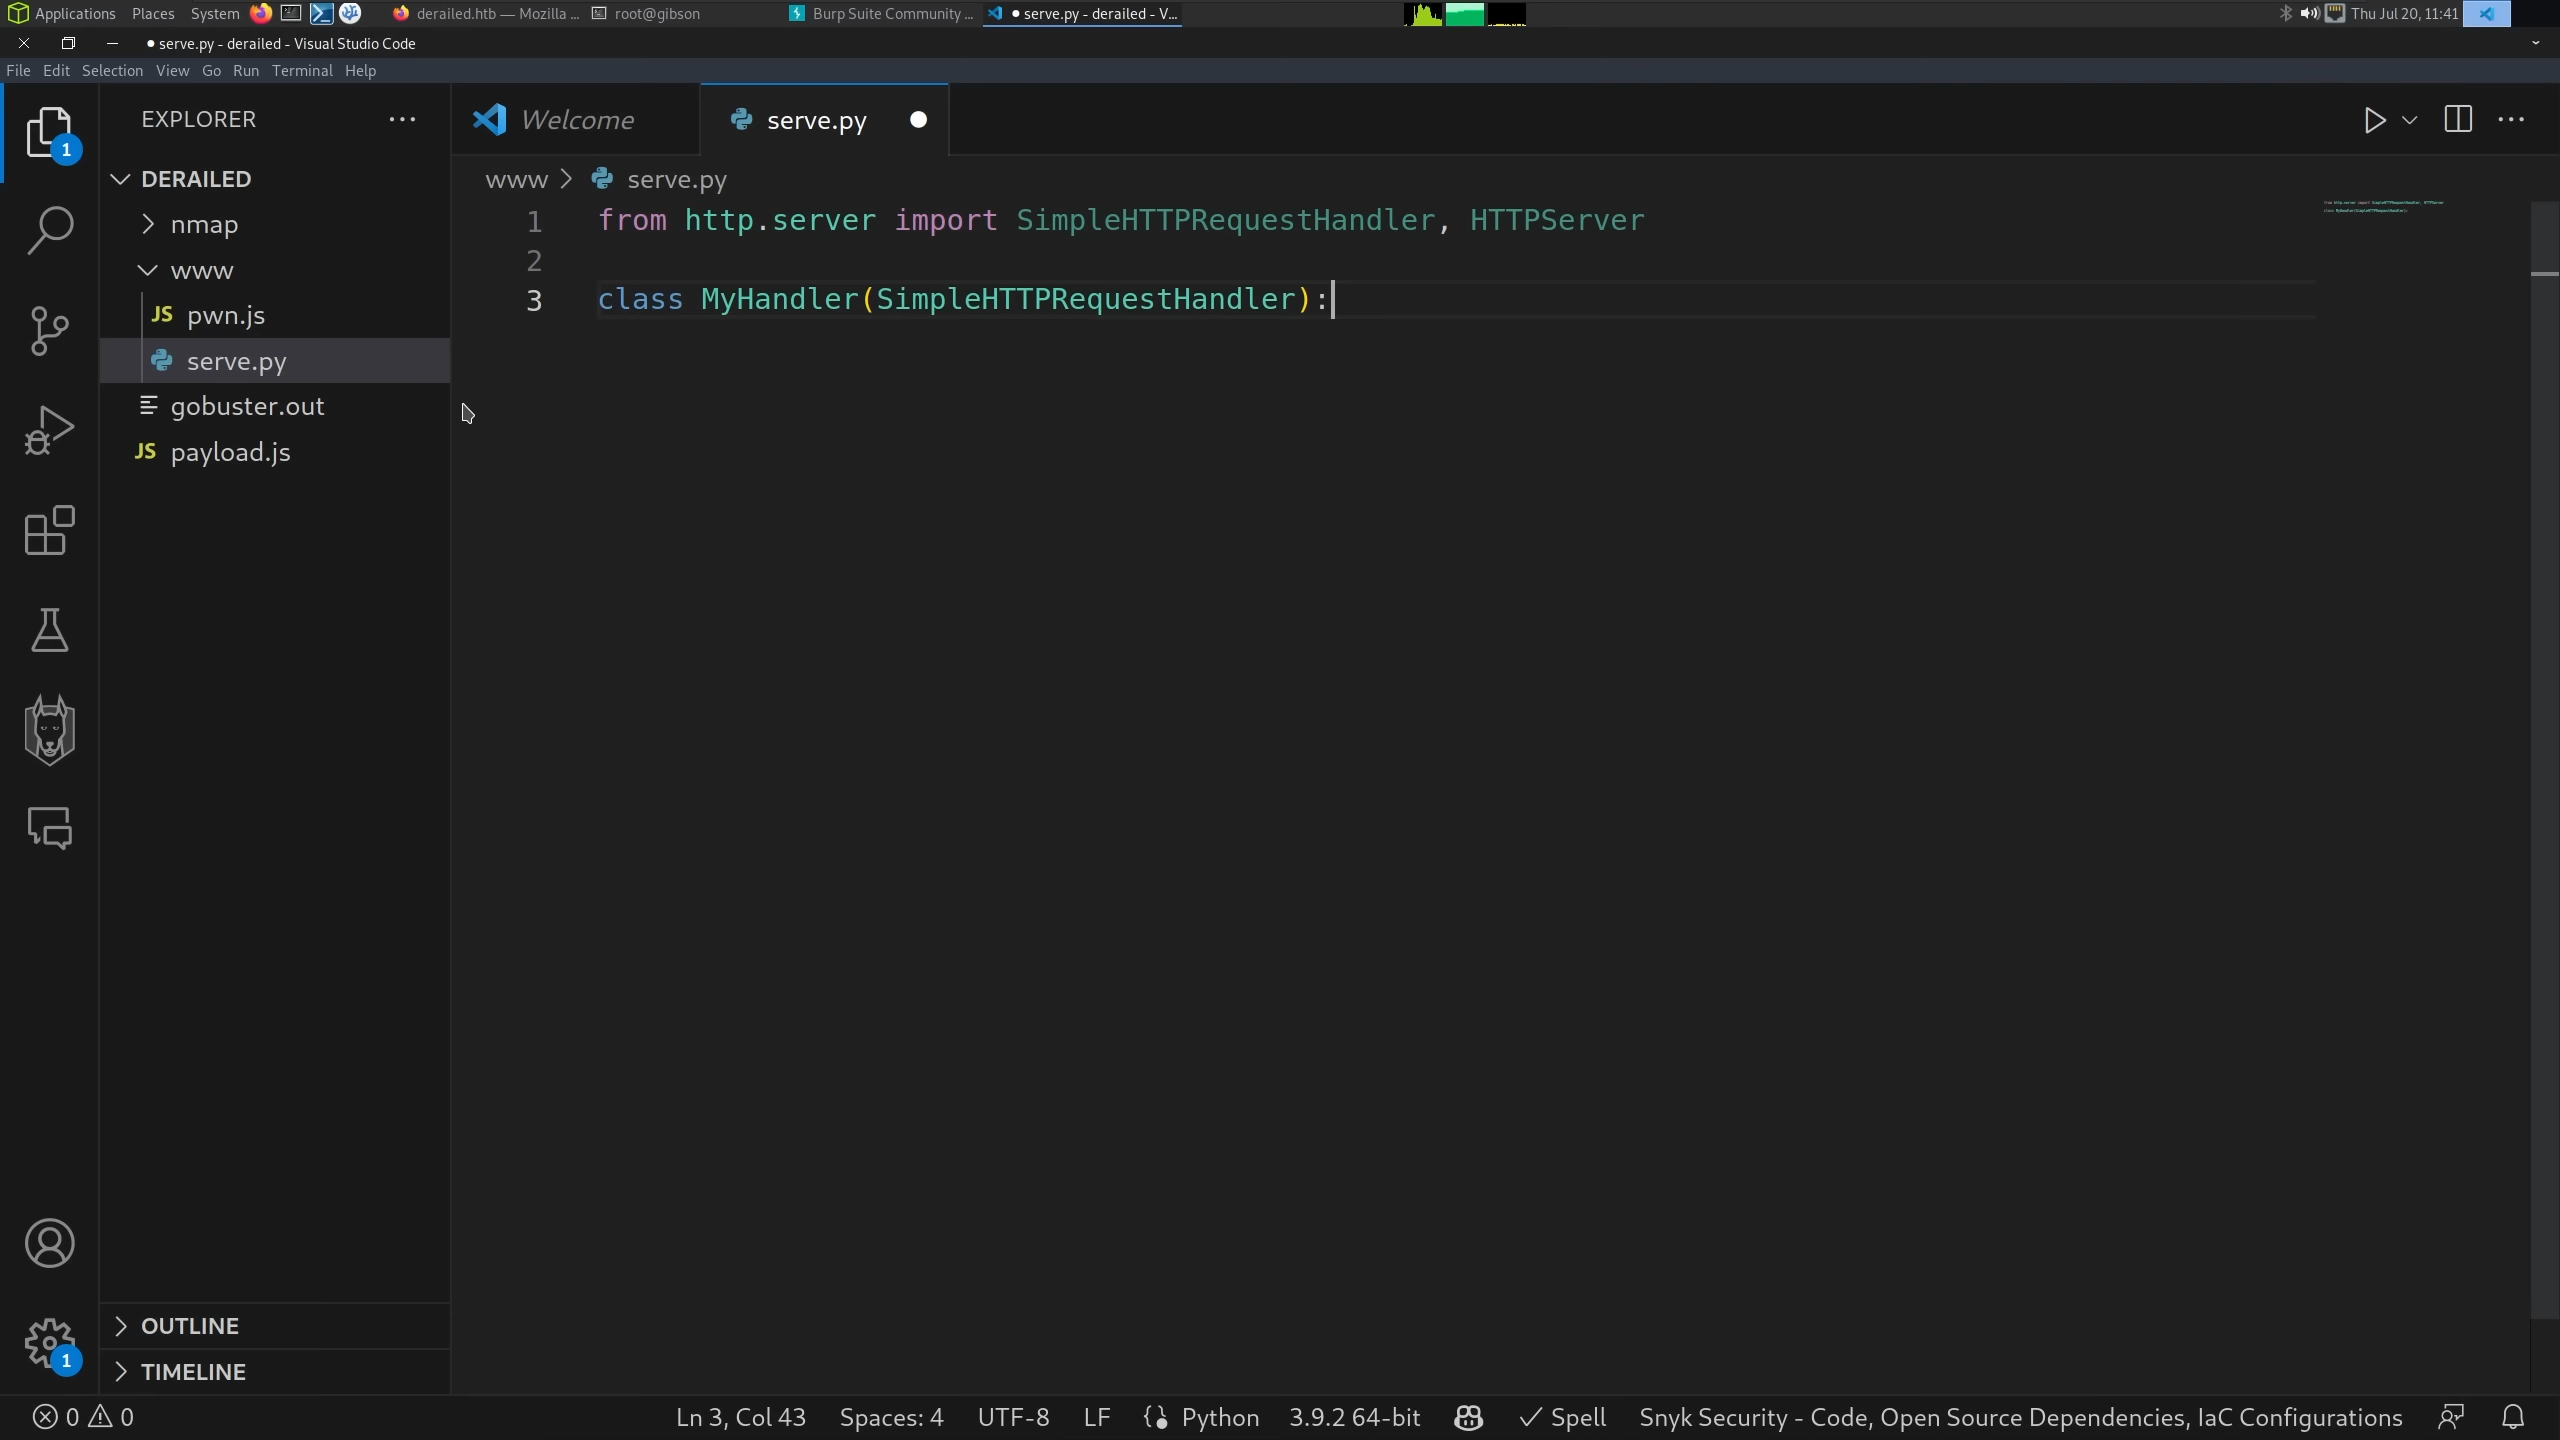 Applications Places System derailed.htb — Mozilla ... root@gibson Burp Suite Community ... ● serve.py - derailed - V... Thu Jul 20, 11:41
● serve.py - derailed - Visual Studio Code
File Edit Selection View Go Run Terminal Help
EXPLORER ···
Welcome
serve.py
1
DERAILED
nmap
www
JS pwn.js
serve.py
gobuster.out
JS payload.js
www > serve.py
1 from http.server import SimpleHTTPRequestHandler, HTTPServer
2
3 class MyHandler(SimpleHTTPRequestHandler):
OUTLINE
1
TIMELINE
0 0 Ln 3, Col 43 Spaces: 4 UTF-8 LF Python 3.9.2 64-bit Spell Snyk Security - Code, Open Source Dependencies, IaC Configurations